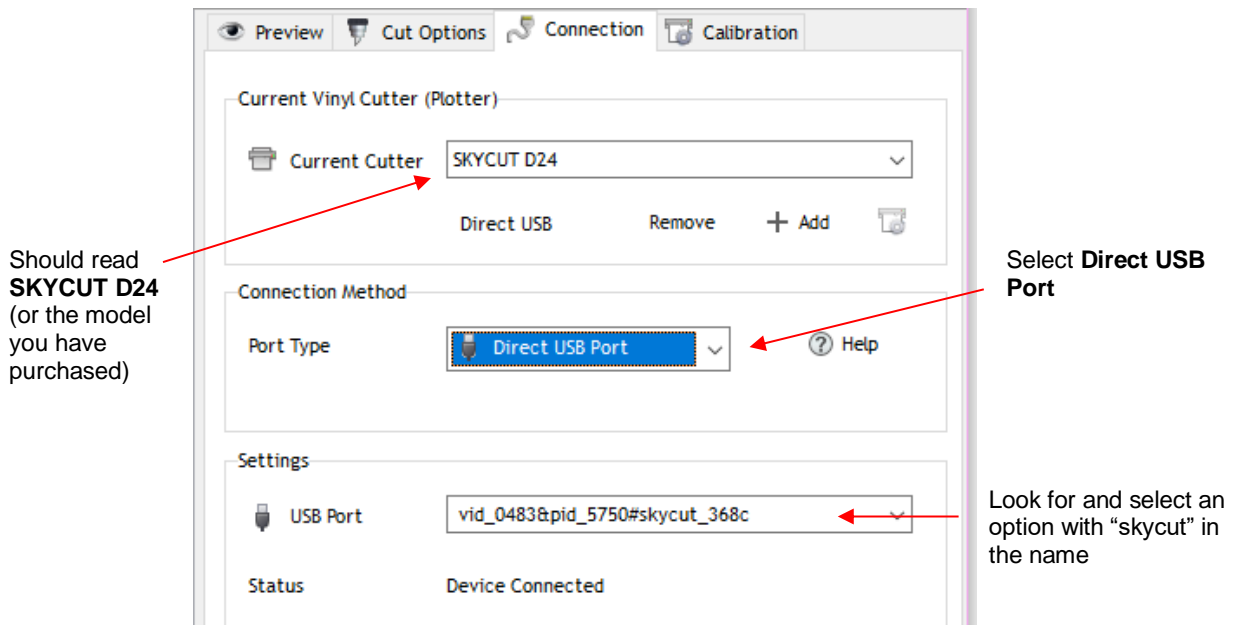 Preview Cut Options Connection Calibration
Current Vinyl Cutter (Plotter)
Current Cutter SKYCUT D24
Direct USB Remove + Add
Should read
SKYCUT D24
(or the model
you have
purchased)
Select Direct USB
Port
Connection Method
Port Type Direct USB Port ? Help
Settings
USB Port vid_0483&pid_5750#skycut_368c
Look for and select an
option with “skycut” in
the name
Status Device Connected